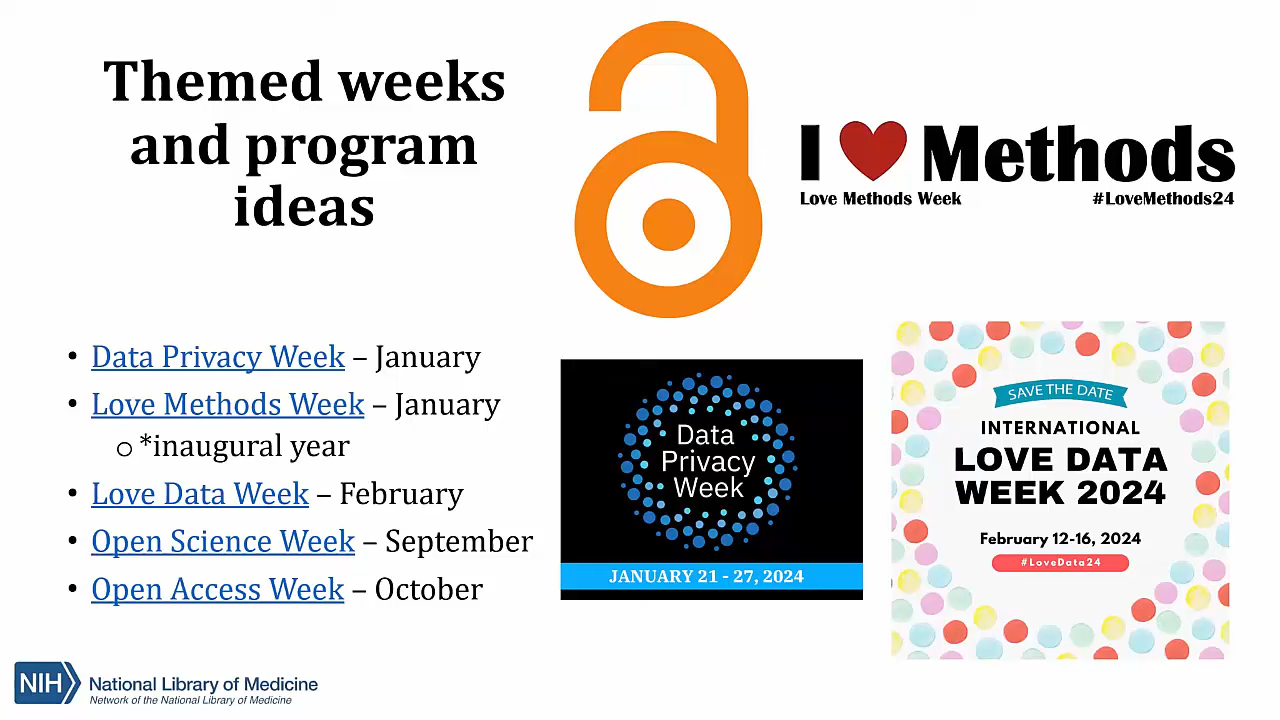 Themed weeks
and program
ideas
I Methods
Love Methods Week #LoveMethods24
• Data Privacy Week – January
• Love Methods Week – January
o *inaugural year
• Love Data Week – February
• Open Science Week – September
• Open Access Week – October
Data
Privacy
Week
JANUARY 21 - 27, 2024
SAVE THE DATE
INTERNATIONAL
LOVE DATA
WEEK 2024
February 12-16, 2024
#LoveData24
NIH National Library of Medicine
Network of the National Library of Medicine